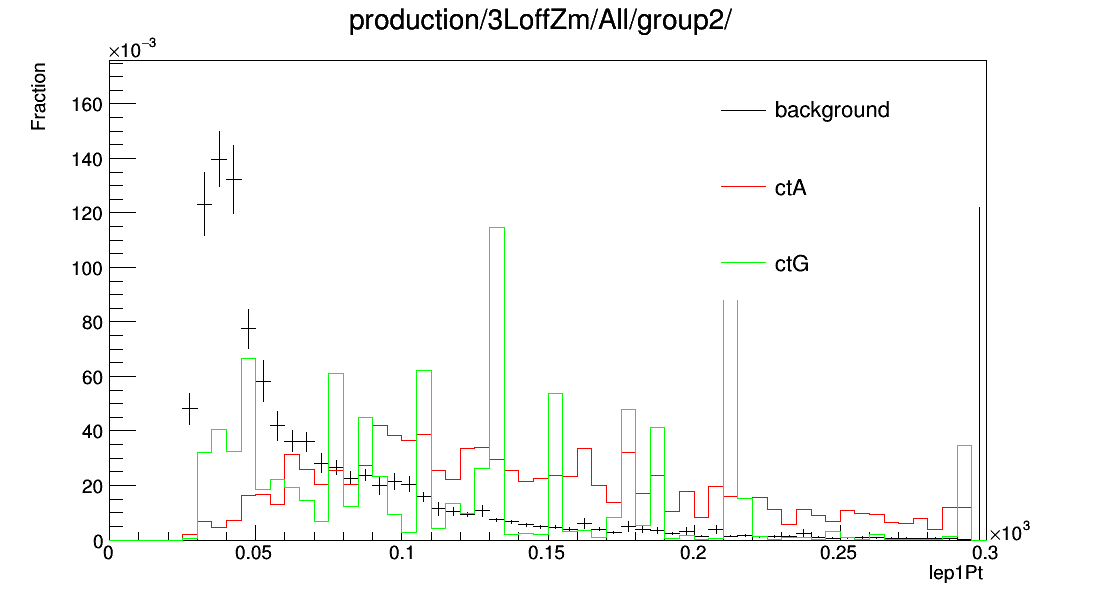 production/3LoffZm/All/group2/
×10⁻³
Fraction
160
140
120
100
80
60
40
20
0
background
ctA
ctG
0 0.05 0.1 0.15 0.2 0.25 0.3
×10³
lep1Pt